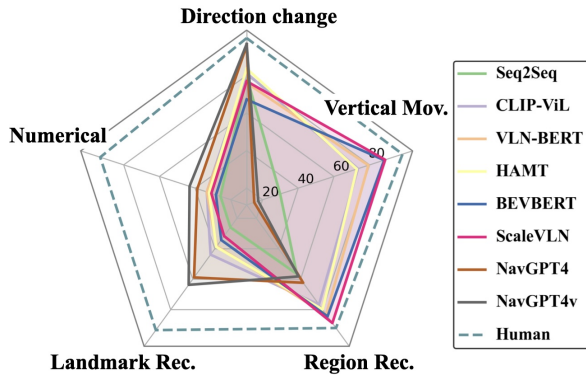 Direction change
Vertical Mov.
Numerical
80
40
20
Landmark Rec.
Region Rec.
Seq2Seq
CLIP-ViL
VLN-BERT
HAMT
BEVBERT
ScaleVLN
NavGPT4
NavGPT4v
Human